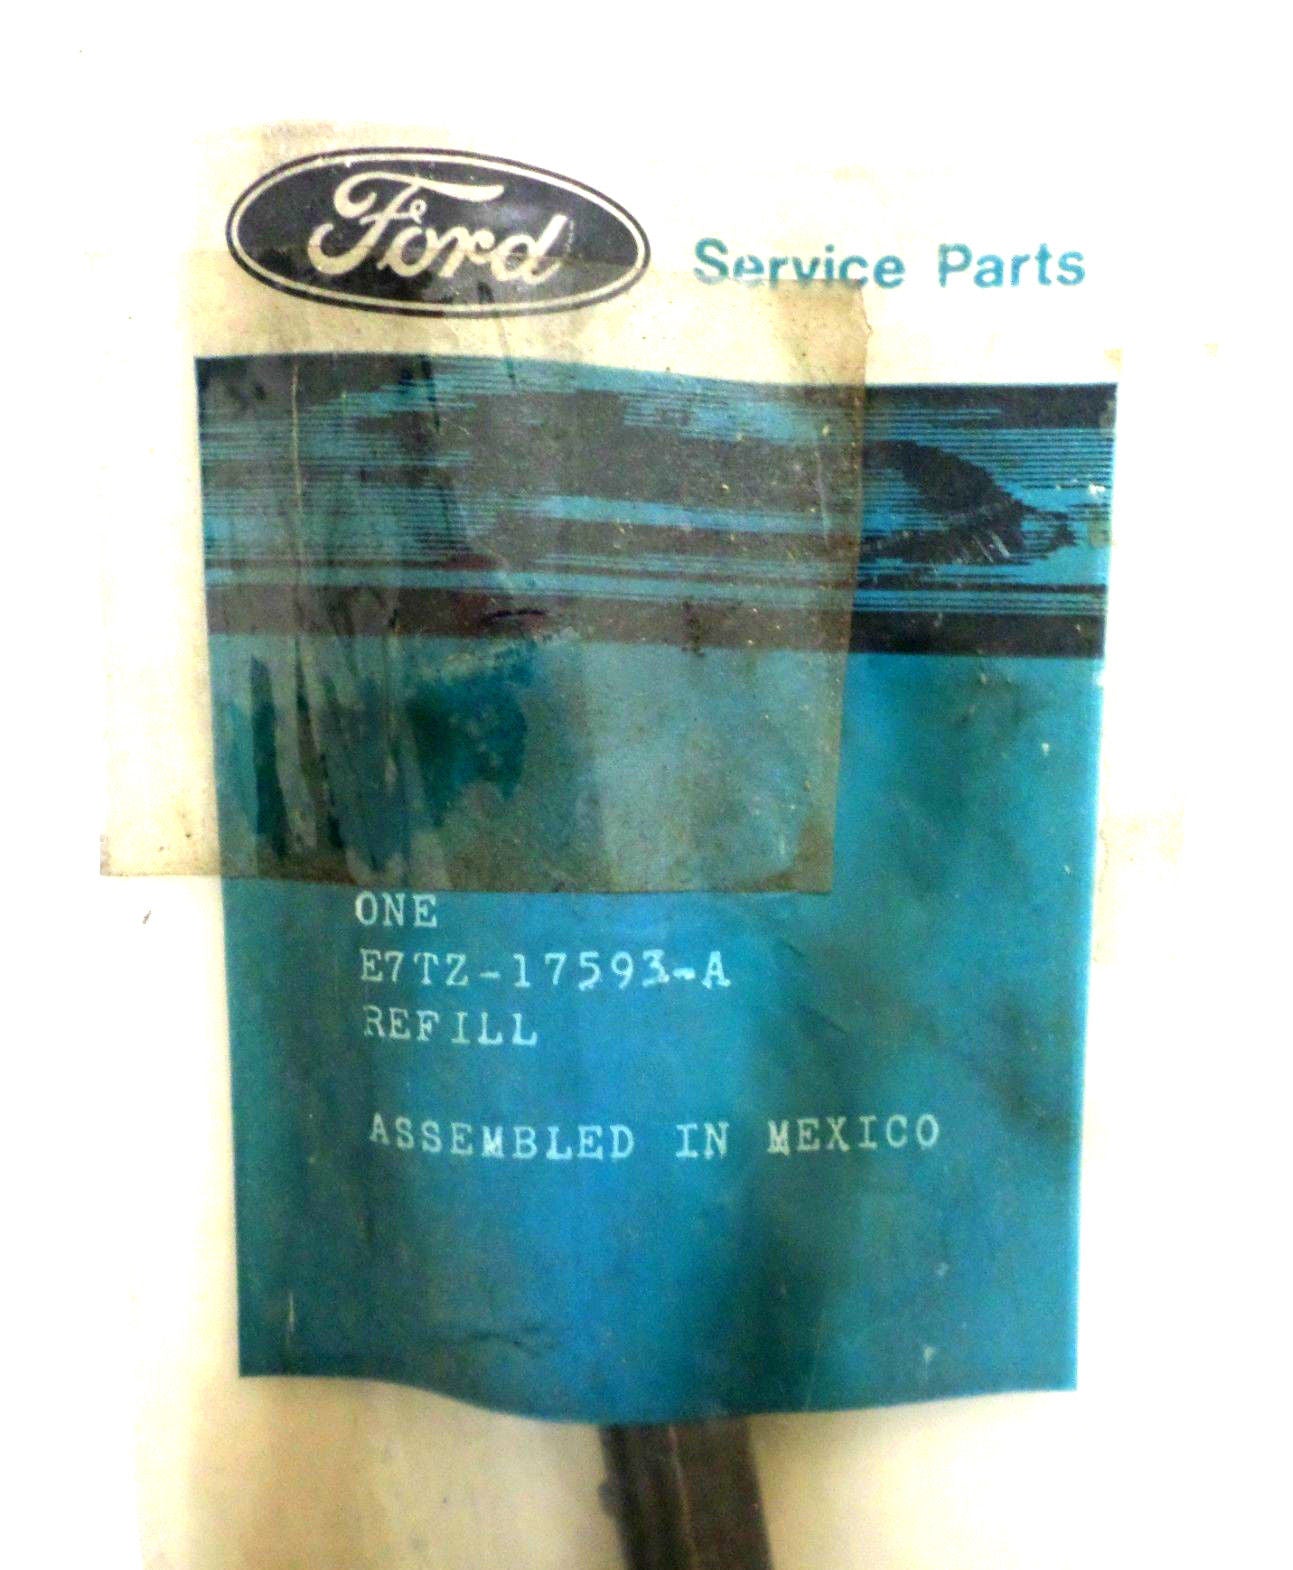 Ford
Service Parts
ONE
E7TZ-17593-A
REFILL
ASSEMBLED IN MEXICO